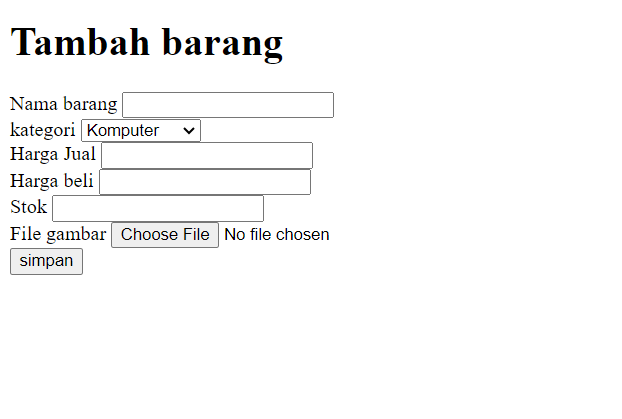 Tambah barang
Nama barang
kategori Komputer
Harga Jual
Harga beli
Stok
File gambar Choose File No file chosen
simpan